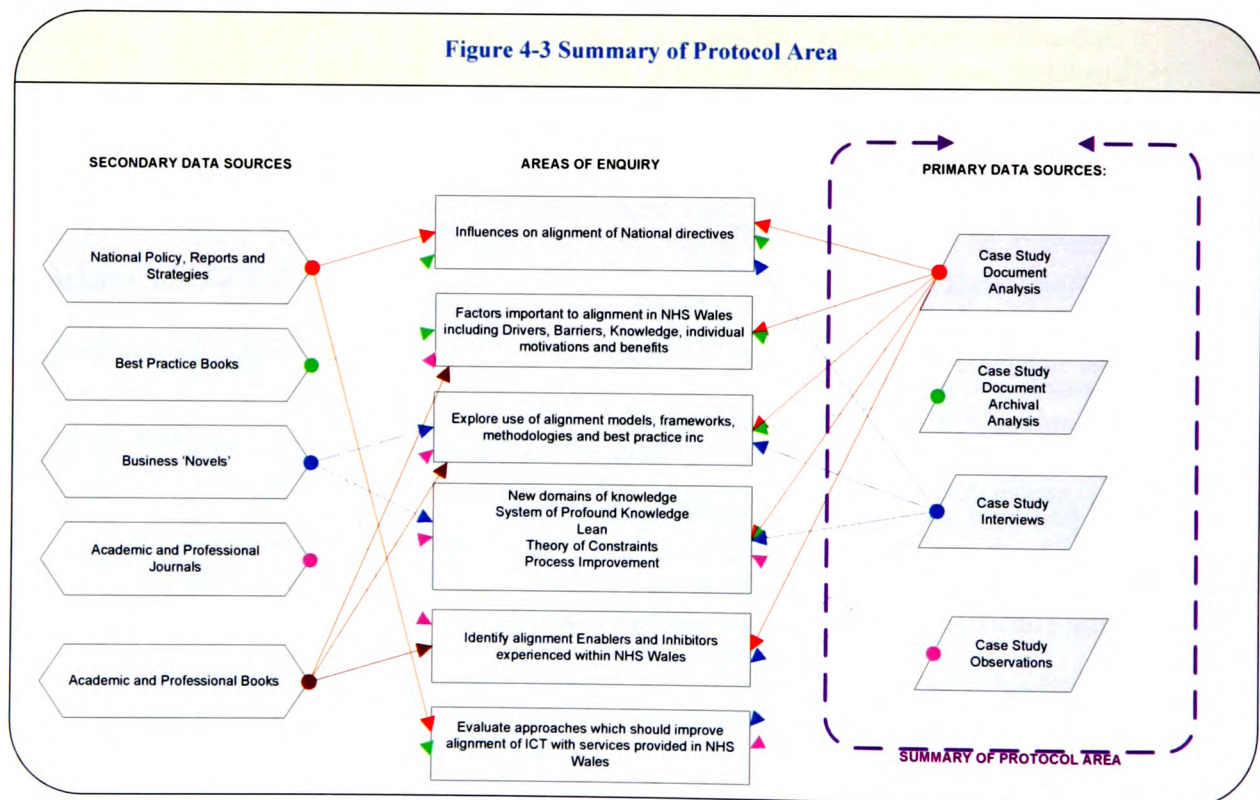 Figure 4-3 Summary of Protocol Area
SECONDARY DATA SOURCES
AREAS OF ENQUIRY
PRIMARY DATA SOURCES:
National Policy, Reports and
Strategies
Best Practice Books
Business 'Novels'
Academic and Professional
Journals
Academic and Professional Books
Influences on alignment of National directives
Factors important to alignment in NHS Wales
including Drivers, Barriers, Knowledge, individual
motivations and benefits
Explore use of alignment models, frameworks,
methodologies and best practice inc
New domains of knowledge
System of Profound Knowledge
Lean
Theory of Constraints
Process Improvement
Identify alignment Enablers and Inhibitors
experienced within NHS Wales
Evaluate approaches which should improve
alignment of ICT with services provided in NHS
Wales
Case Study
Document
Analysis
Case Study
Document
Archival
Analysis
Case Study
Interviews
Case Study
Observations
SUMMARY OF PROTOCOL AREA